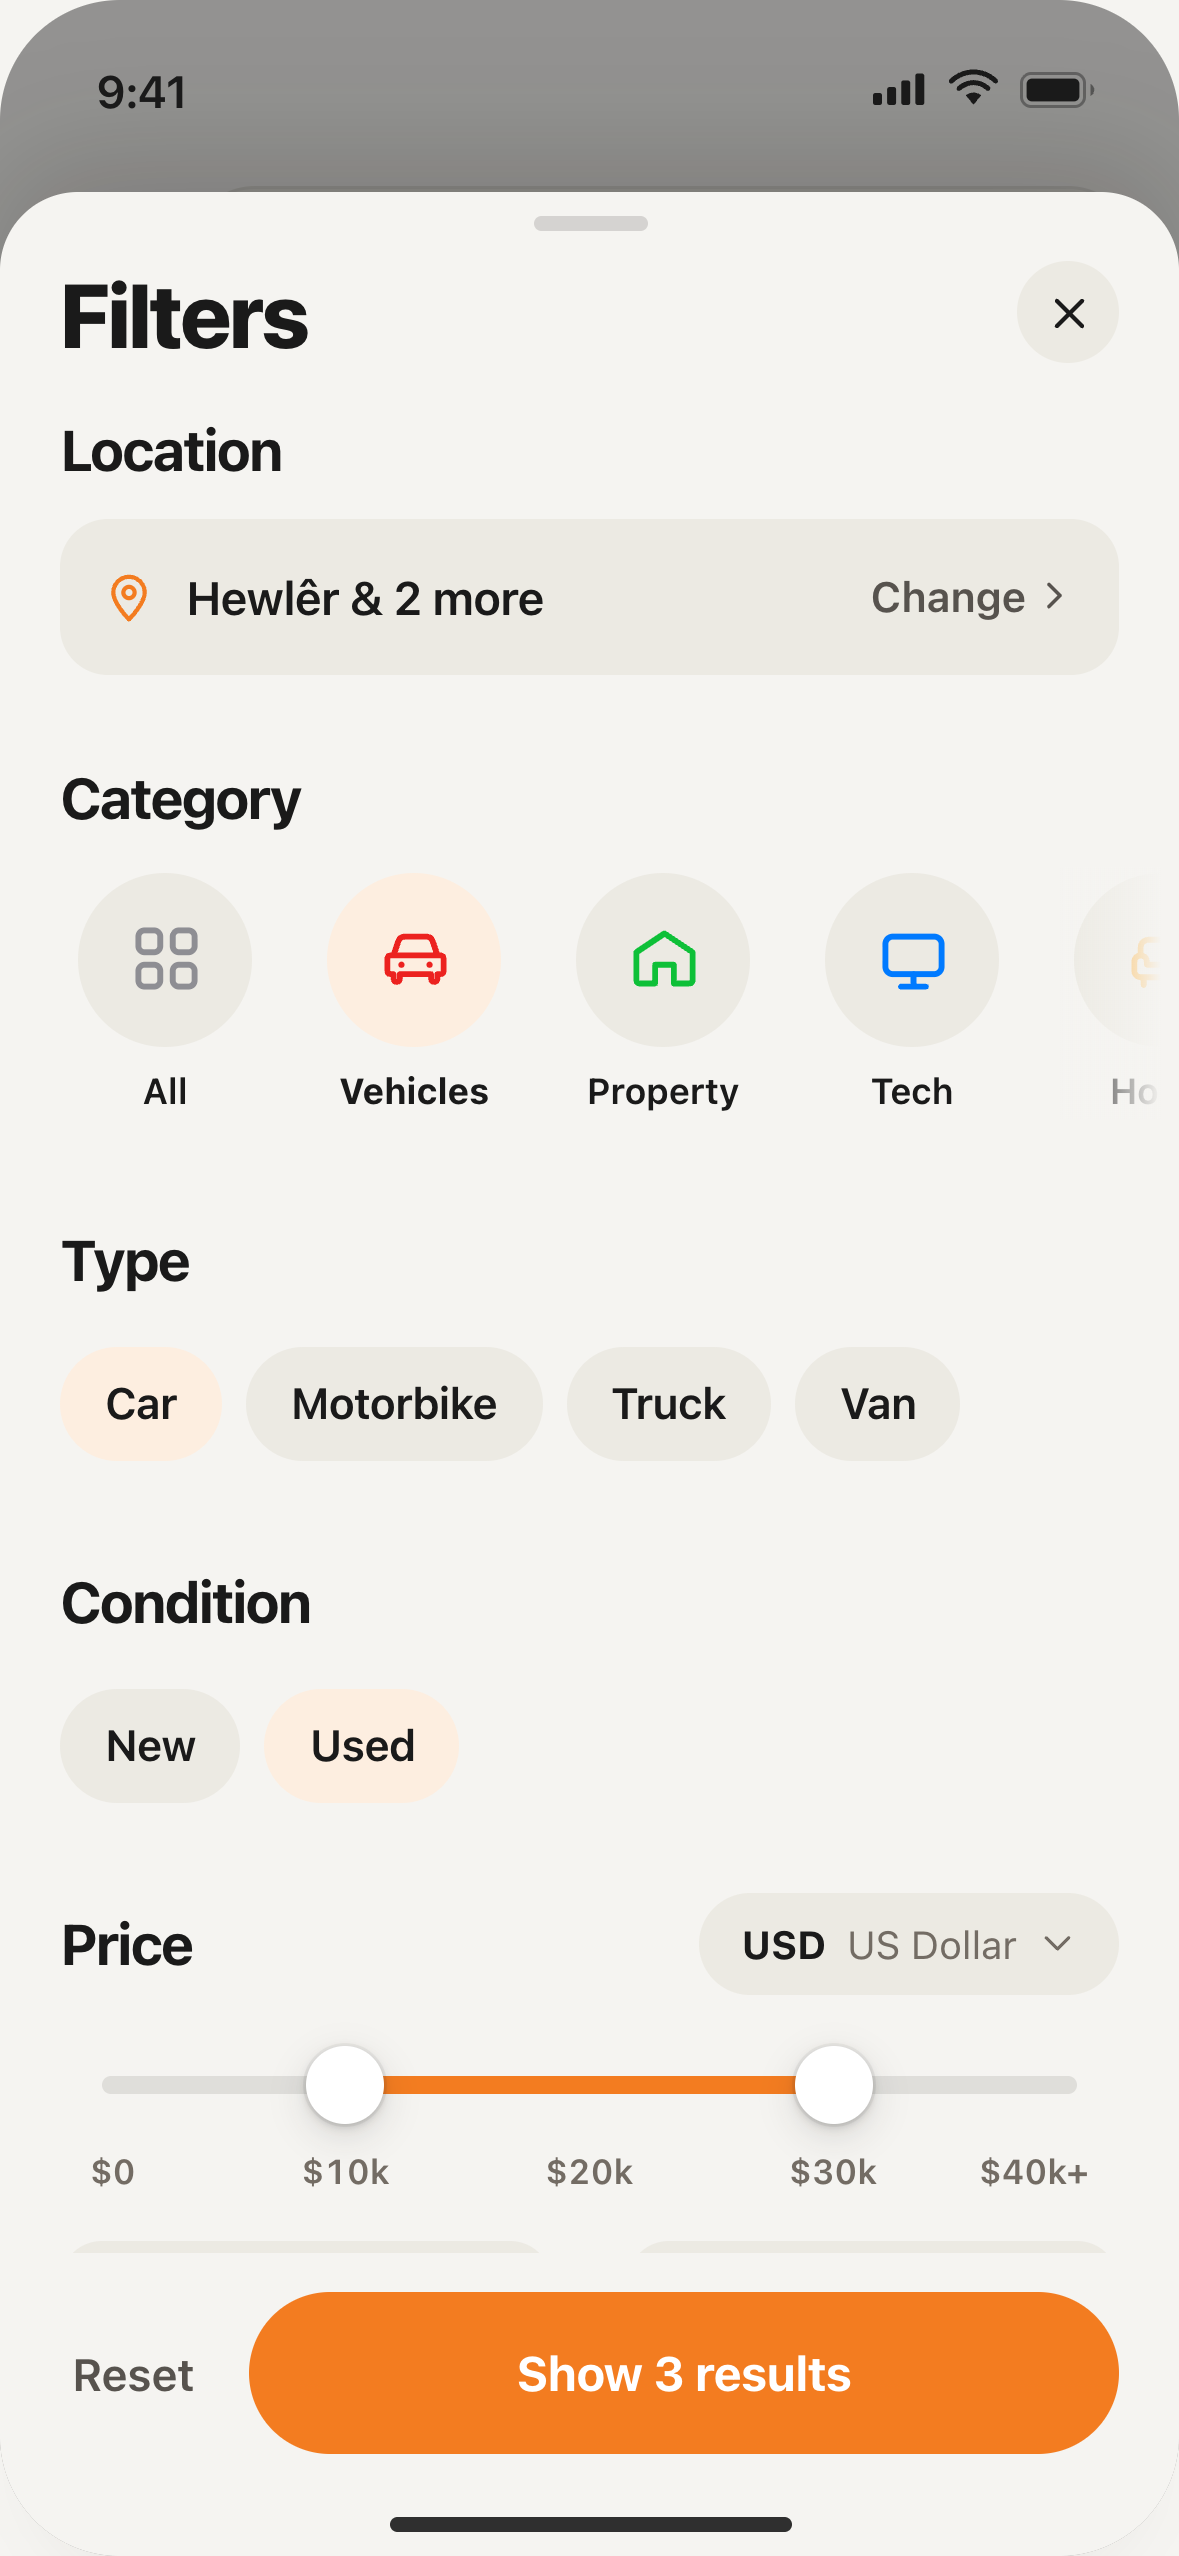 9:41
Filters
Location
Hewlêr & 2 more Change
Category
All Vehicles Property Tech
Type
Car Motorbike Truck Van
Condition
New Used
Price USD US Dollar
$0 $10k $20k $30k $40k+
Reset Show 3 results